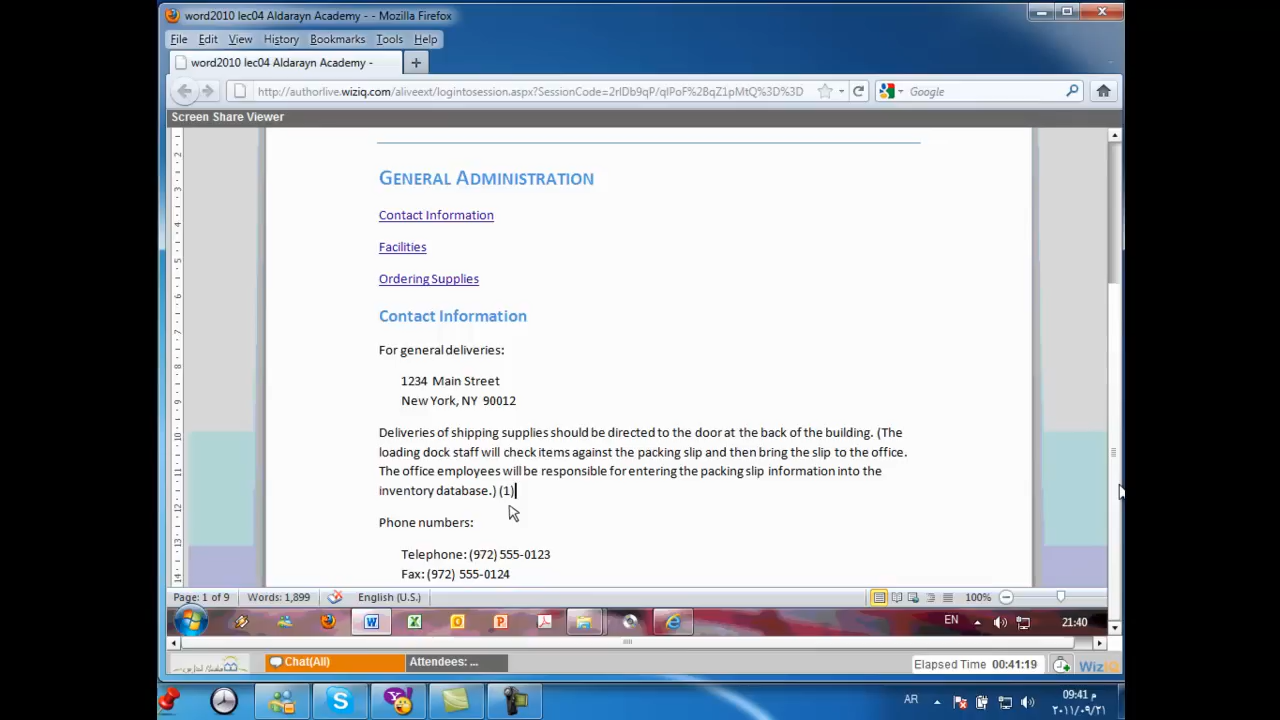 word2010 lec04 Aldarayn Academy - - Mozilla Firefox
File Edit View History Bookmarks Tools Help
word2010 lec04 Aldarayn Academy -
http://authorlive.wiziq.com/aliveext/logintosession.aspx?SessionCode=2rIDb9qP/qlPoF%2BqZ1pMtQ%3D%3D
Google
Screen Share Viewer
GENERAL ADMINISTRATION
Contact Information
Facilities
Ordering Supplies
Contact Information
For general deliveries:
1234 Main Street
New York, NY 90012
Deliveries of shipping supplies should be directed to the door at the back of the building. (The
loading dock staff will check items against the packing slip and then bring the slip to the office.
The office employees will be responsible for entering the packing slip information into the
inventory database.) (1)
Phone numbers:
Telephone: (972) 555-0123
Fax: (972) 555-0124
Page: 1 of 9 Words: 1,899 English (U.S.) 100%
EN 21:40
Chat(All) Attendees: ... Elapsed Time 00:41:19 WizIQ
AR 09:41 م
٢٠١١/٠٩/٢١